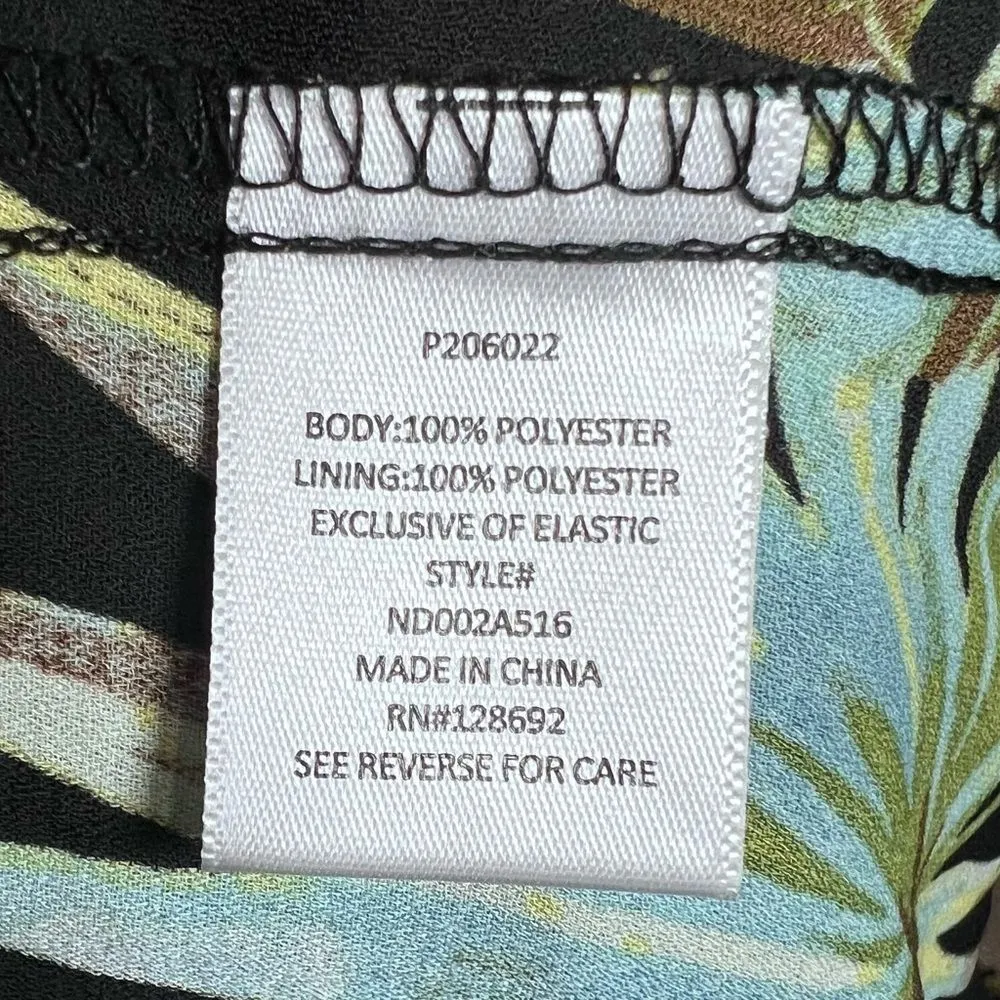 P206022
BODY:100% POLYESTER
LINING:100% POLYESTER
EXCLUSIVE OF ELASTIC
STYLE#
ND002A516
MADE IN CHINA
RN#128692
SEE REVERSE FOR CARE